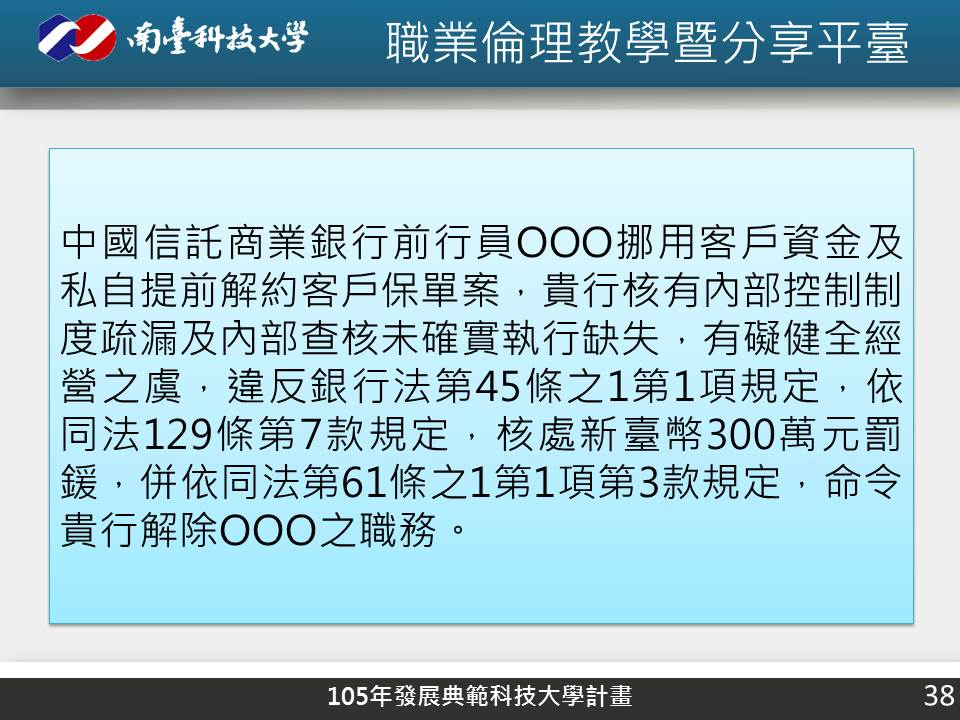 南臺科技大學
職業倫理教學暨分享平臺
中國信託商業銀行前行員OOO挪用客戶資金及
私自提前解約客戶保單案，貴行核有內部控制制
度疏漏及內部查核未確實執行缺失，有礙健全經
營之虞，違反銀行法第45條之1第1項規定，依
同法129條第7款規定，核處新臺幣300萬元罰
鍰，併依同法第61條之1第1項第3款規定，命令
貴行解除OOO之職務。
105年發展典範科技大學計畫
38